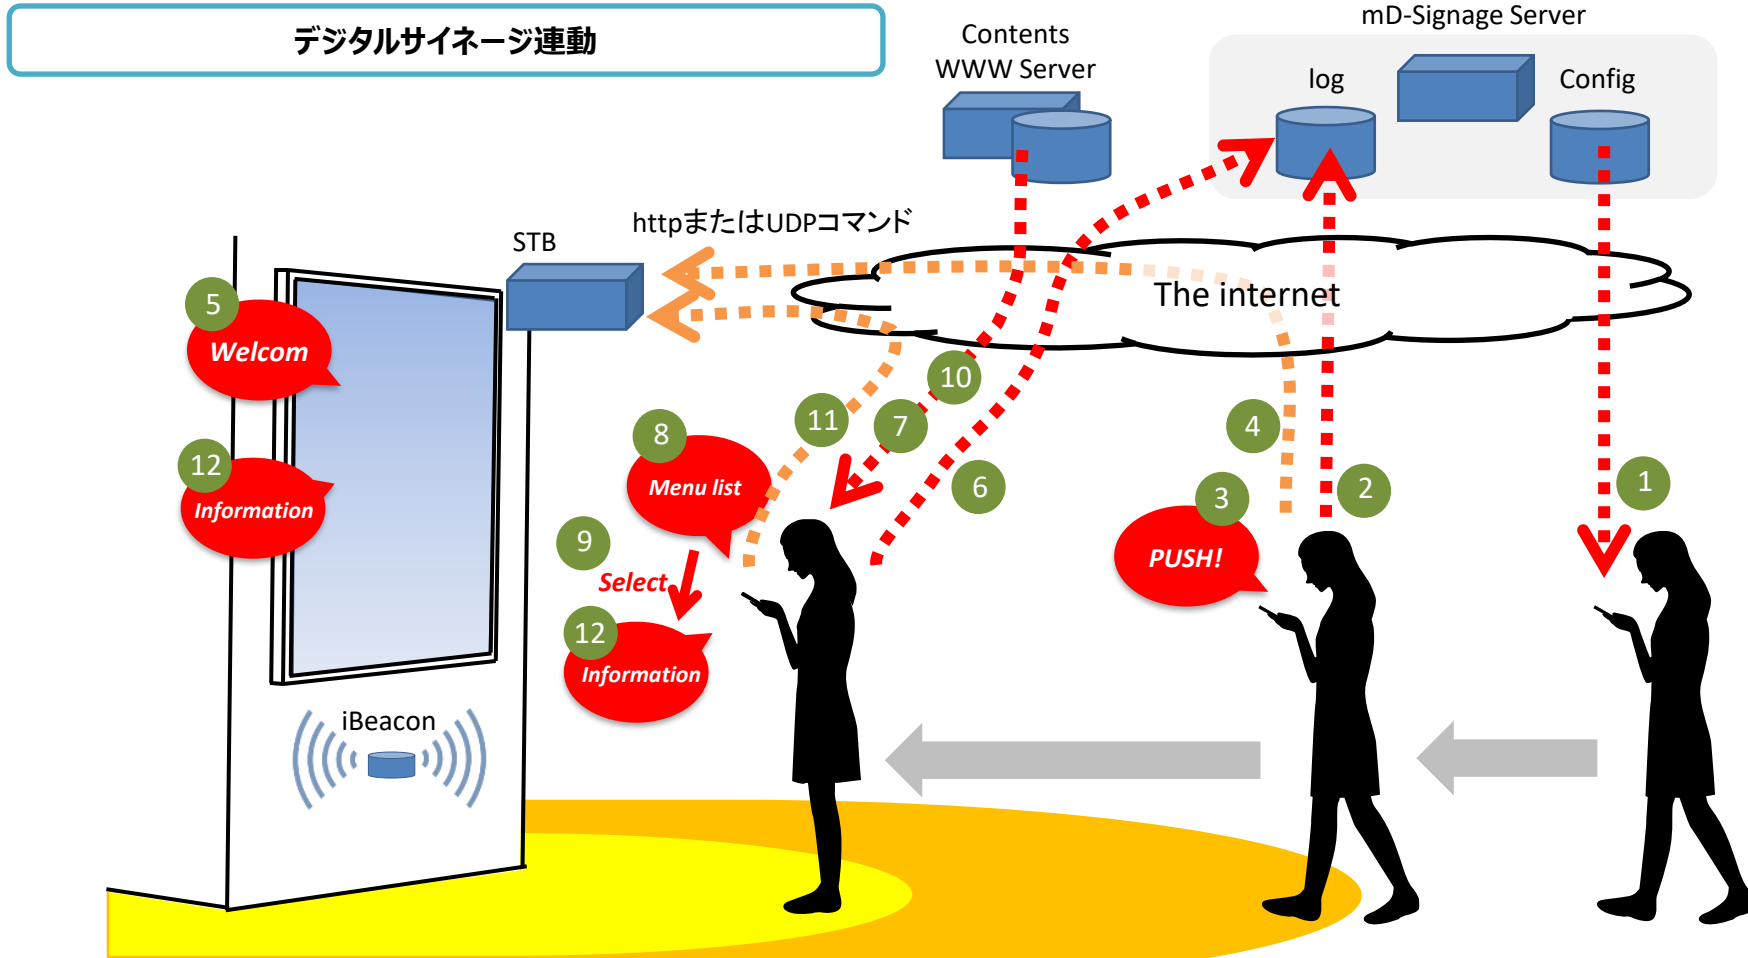 デジタルサイネージ連動
Contents
WWW Server
mD-Signage Server
log
Config
httpまたはUDPコマンド
STB
The internet
5
Welcom
12
Information
10
11
7
8
Menu list
6
4
3
PUSH!
2
1
9
Select
12
Information
iBeacon